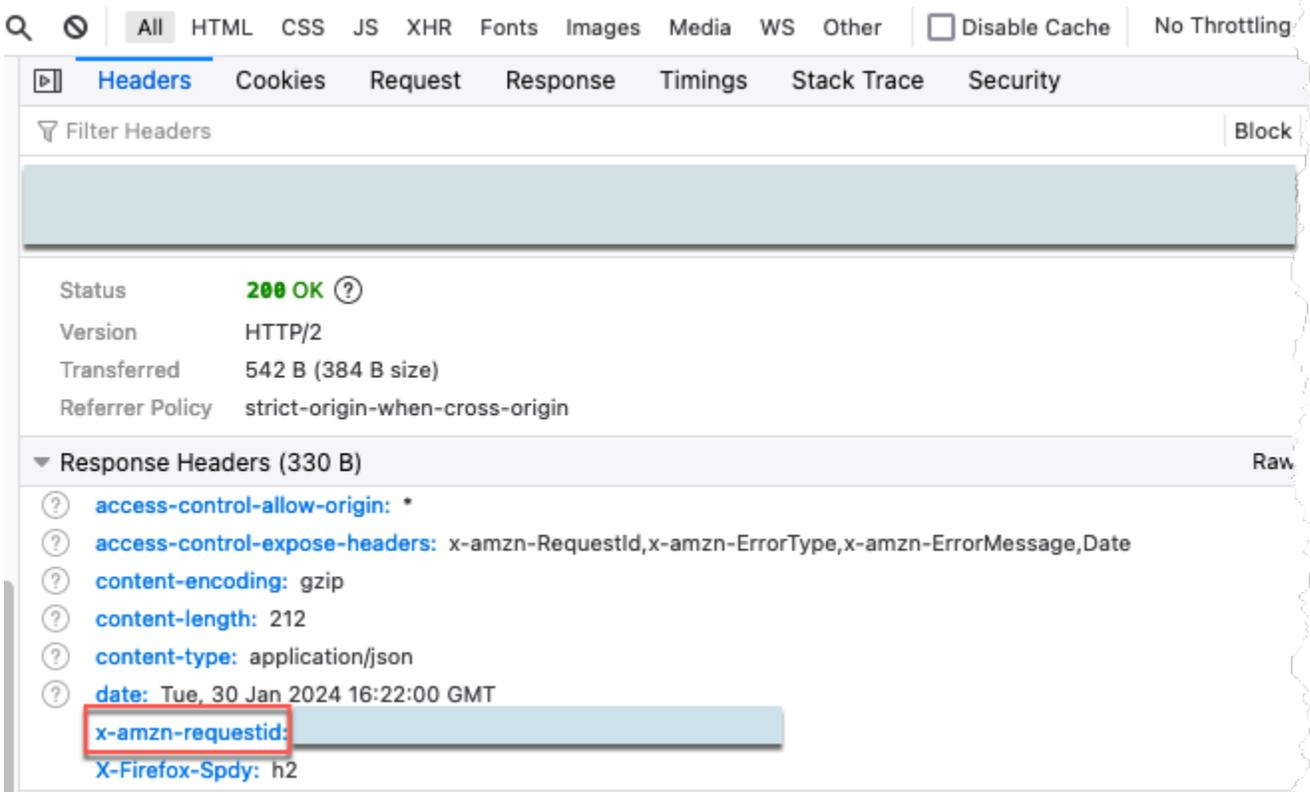 All HTML CSS JS XHR Fonts Images Media WS Other Disable Cache No Throttling
Headers Cookies Request Response Timings Stack Trace Security
Filter Headers Block
Status 200 OK ?
Version HTTP/2
Transferred 542 B (384 B size)
Referrer Policy strict-origin-when-cross-origin
Response Headers (330 B) Raw
? access-control-allow-origin: *
? access-control-expose-headers: x-amzn-RequestId,x-amzn-ErrorType,x-amzn-ErrorMessage,Date
? content-encoding: gzip
? content-length: 212
? content-type: application/json
? date: Tue, 30 Jan 2024 16:22:00 GMT
x-amzn-requestid:
X-Firefox-Spdy: h2